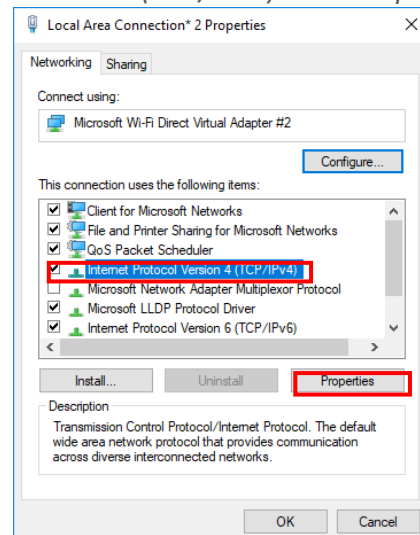 Local Area Connection* 2 Properties
Networking Sharing
Connect using:
Microsoft Wi-Fi Direct Virtual Adapter #2
Configure...
This connection uses the following items:
Client for Microsoft Networks
File and Printer Sharing for Microsoft Networks
QoS Packet Scheduler
Internet Protocol Version 4 (TCP/IPv4)
Microsoft Network Adapter Multiplexor Protocol
Microsoft LLDP Protocol Driver
Internet Protocol Version 6 (TCP/IPv6)
Install... Uninstall Properties
Description
Transmission Control Protocol/Internet Protocol. The default
wide area network protocol that provides communication
across diverse interconnected networks.
OK Cancel